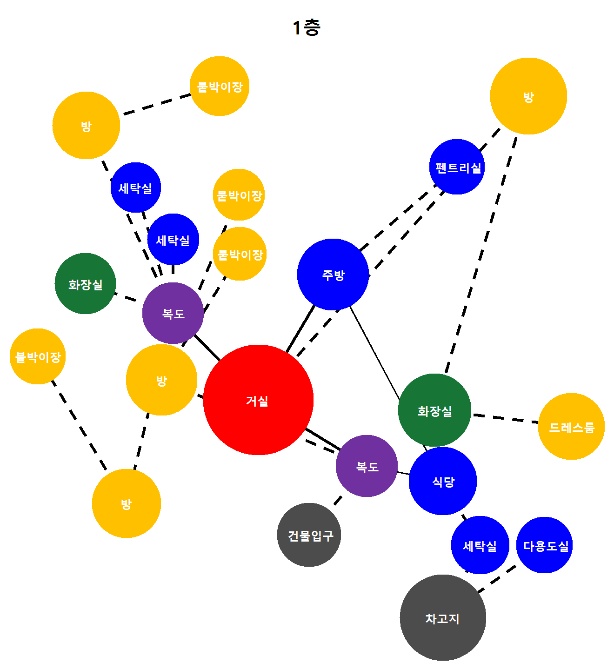 1층
붙박이장
방
방
펜트리실
세탁실
붙박이장
세탁실
붙박이장
주방
화장실
복도
붙박이장
방
거실
화장실
드레스룸
복도
식당
방
건물입구
세탁실
다용도실
차고지